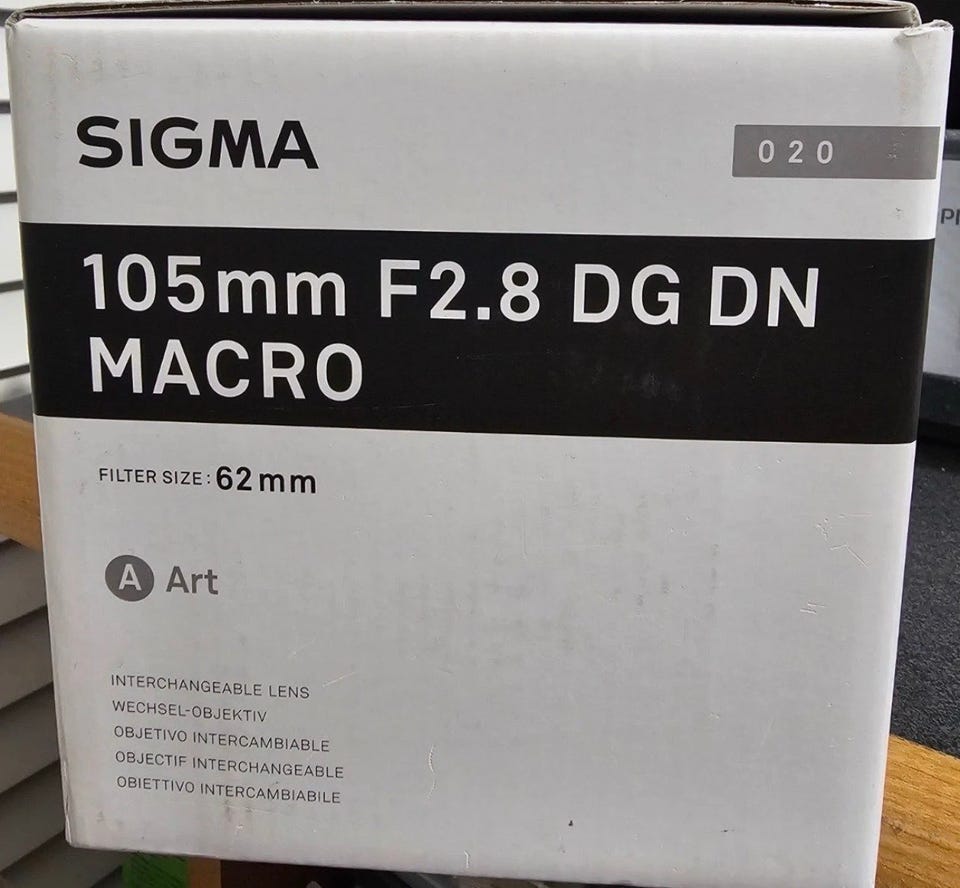 SIGMA
020
105mm F2.8 DG DN
MACRO
FILTER SIZE: 62mm
A Art
INTERCHANGEABLE LENS
WECHSEL-OBJEKTIV
OBJETIVO INTERCAMBIABLE
OBJECTIF INTERCHANGEABLE
OBIETTIVO INTERCAMBIABILE